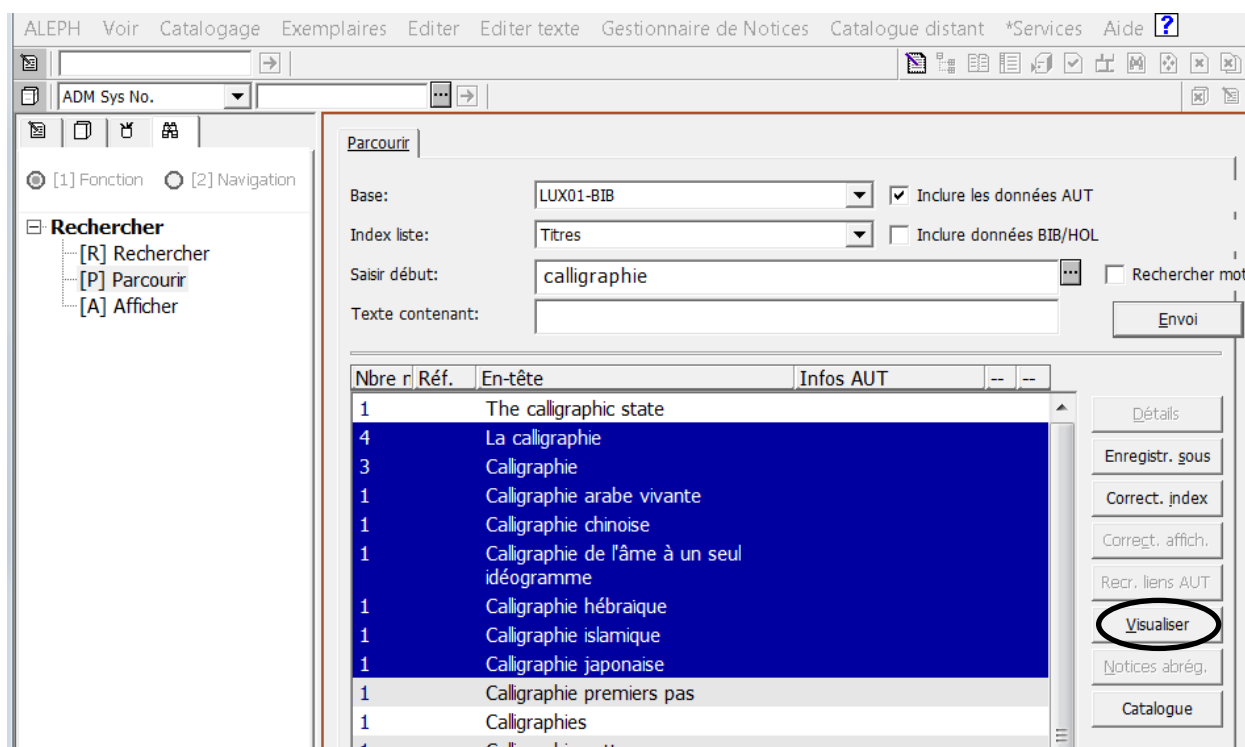 ALEPH Voir Catalogage Exemplaires Editer Editer texte Gestionnaire de Notices Catalogue distant *Services Aide ?
ADM Sys No.
[1] Fonction [2] Navigation
Rechercher
[R] Rechercher
[P] Parcourir
[A] Afficher
Parcourir
Base: LUX01-BIB Inclure les données AUT
Index liste: Titres Inclure données BIB/HOL
Saisir début: calligraphie Rechercher mot
Texte contenant:
Envoi
Nbre n Réf. En-tête Infos AUT -- --
1 The calligraphic state
4 La calligraphie
3 Calligraphie
1 Calligraphie arabe vivante
1 Calligraphie chinoise
1 Calligraphie de l'âme à un seul
idéogramme
1 Calligraphie hébraïque
1 Calligraphie islamique
1 Calligraphie japonaise
1 Calligraphie premiers pas
1 Calligraphies
Détails
Enregistr. sous
Correct. index
Correct. affich.
Recr. liens AUT
Visualiser
Notices abrég.
Catalogue